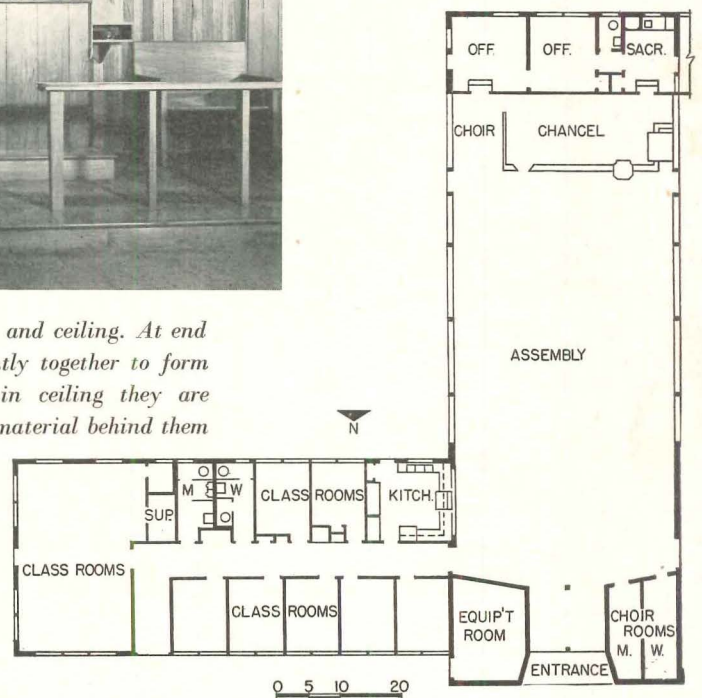 and ceiling. At end
tly together to form
in ceiling they are
material behind them
OFF. OFF. SACR.
CHOIR CHANCEL
ASSEMBLY
N
M W CLASS ROOMS KITCH.
SUP.
CLASS ROOMS
CLASS ROOMS
EQUIP'T
ROOM
CHOIR
ROOMS
M. W.
ENTRANCE
0 5 10 20